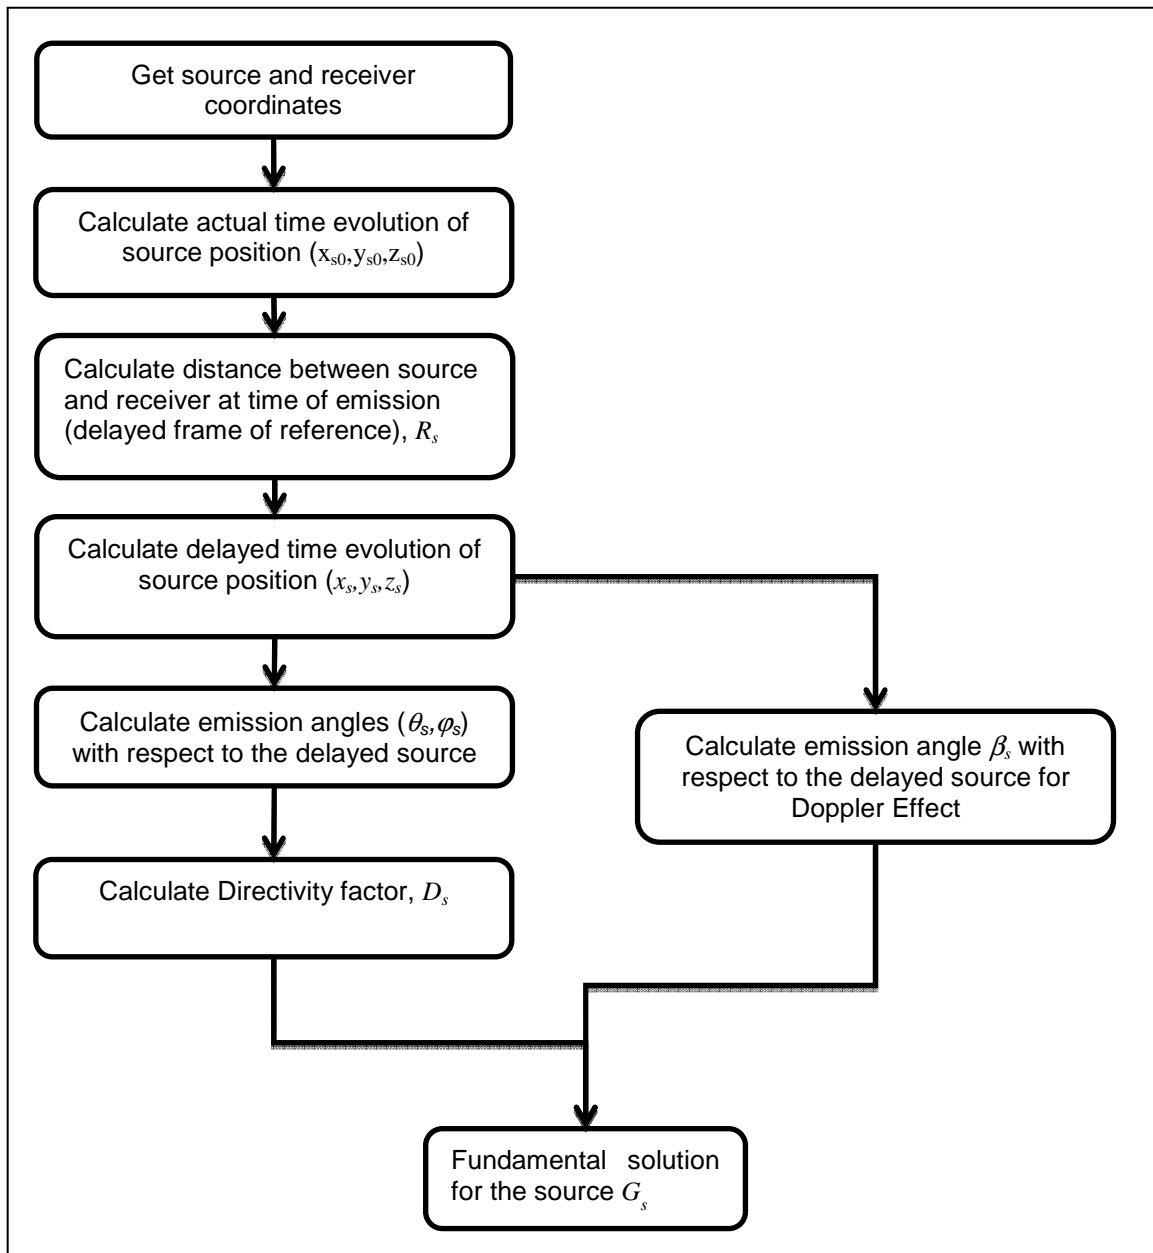 Get source and receiver
coordinates
Calculate actual time evolution of
source position (xs0,ys0,zs0)
Calculate distance between source
and receiver at time of emission
(delayed frame of reference), Rs
Calculate delayed time evolution of
source position (xs,ys,zs)
Calculate emission angles (θs,φs)
with respect to the delayed source
Calculate emission angle βs with
respect to the delayed source for
Doppler Effect
Calculate Directivity factor, Ds
Fundamental solution
for the source Gs